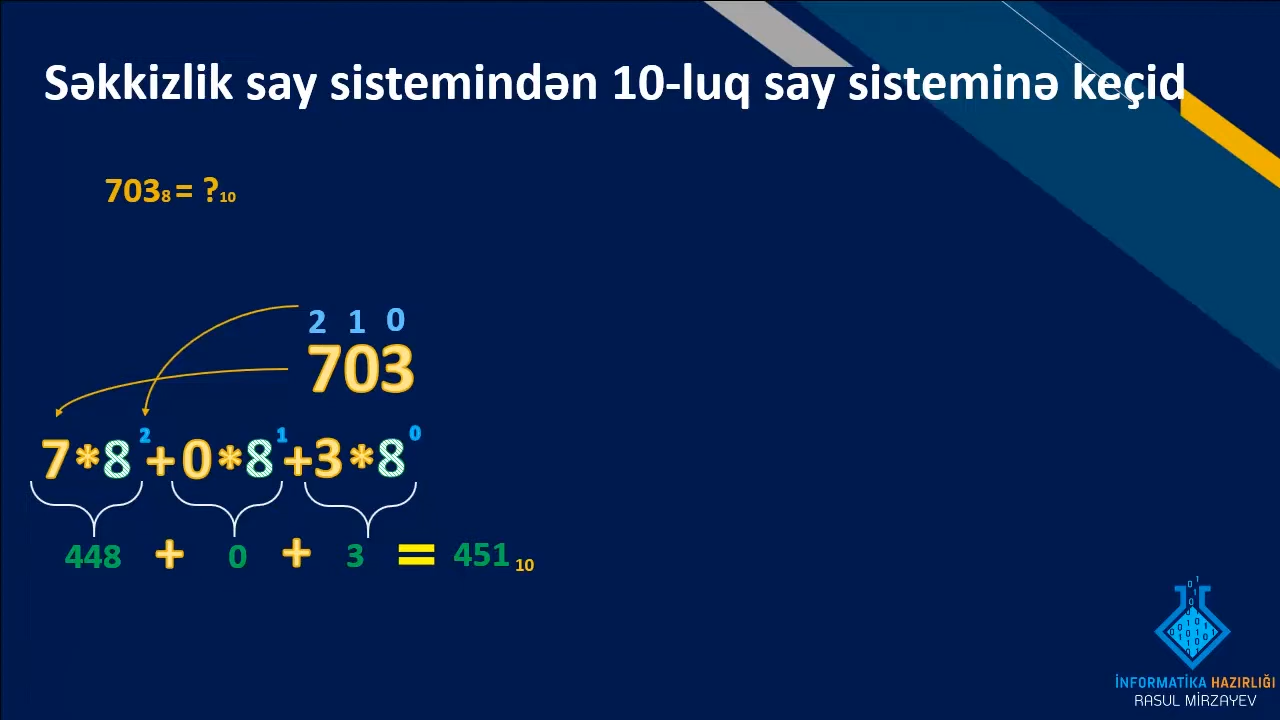 Səkkizlik say sistemindən 10-luq say sisteminə keçid
703₈ = ?₁₀
2 1 0
703
7*8²+0*8¹+3*8⁰
448 + 0 + 3 = 451₁₀
İNFORMATİKA HAZIRLIĞI
RASUL MİRZAYEV